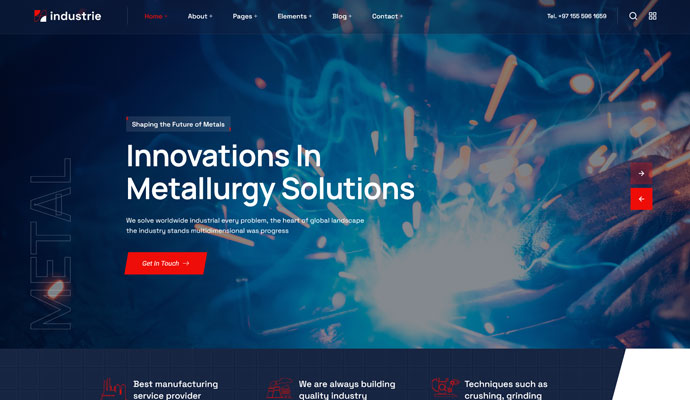 industrie
Home +
About +
Pages +
Elements +
Blog +
Contact +
Tel. +97 155 596 1659
Shaping the Future of Metals
Innovations In
Metallurgy Solutions
We solve worldwide industrial every problem, the heart of global landscape
the industry stands multidimensional was progress
Get In Touch →
METAL
Best manufacturing
service provider
We are always building
quality industry
Techniques such as
crushing, grinding